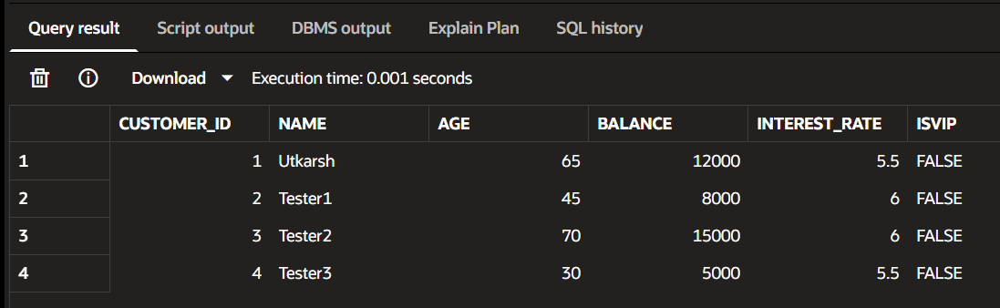 Query result Script output DBMS output Explain Plan SQL history
Download Execution time: 0.001 seconds
CUSTOMER_ID NAME AGE BALANCE INTEREST_RATE ISVIP
1 1 Utkarsh 65 12000 5.5 FALSE
2 2 Tester1 45 8000 6 FALSE
3 3 Tester2 70 15000 6 FALSE
4 4 Tester3 30 5000 5.5 FALSE